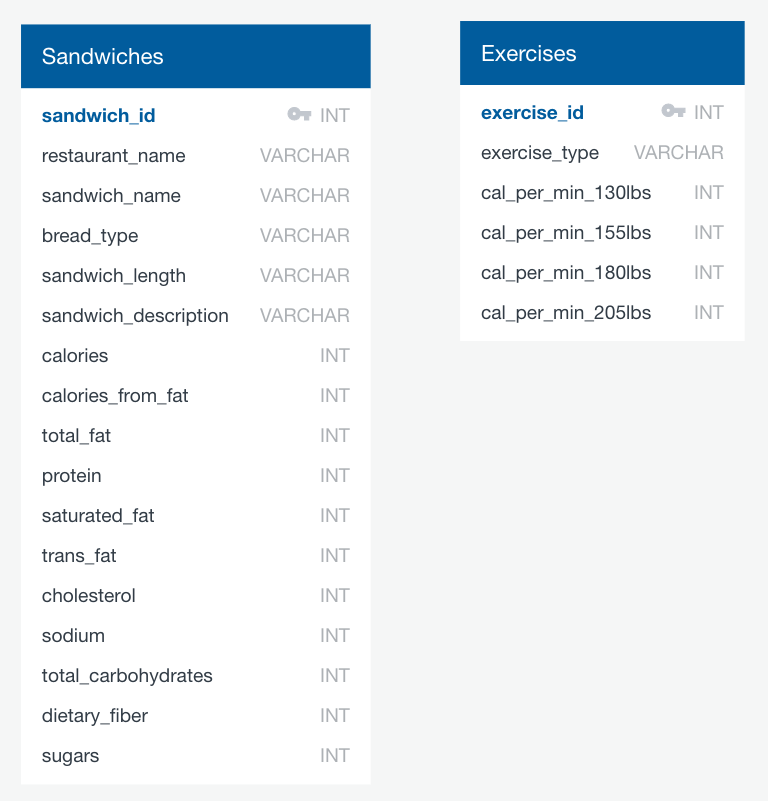 Sandwiches
sandwich_id INT
restaurant_name VARCHAR
sandwich_name VARCHAR
bread_type VARCHAR
sandwich_length VARCHAR
sandwich_description VARCHAR
calories INT
calories_from_fat INT
total_fat INT
protein INT
saturated_fat INT
trans_fat INT
cholesterol INT
sodium INT
total_carbohydrates INT
dietary_fiber INT
sugars INT
Exercises
exercise_id INT
exercise_type VARCHAR
cal_per_min_130lbs INT
cal_per_min_155lbs INT
cal_per_min_180lbs INT
cal_per_min_205lbs INT